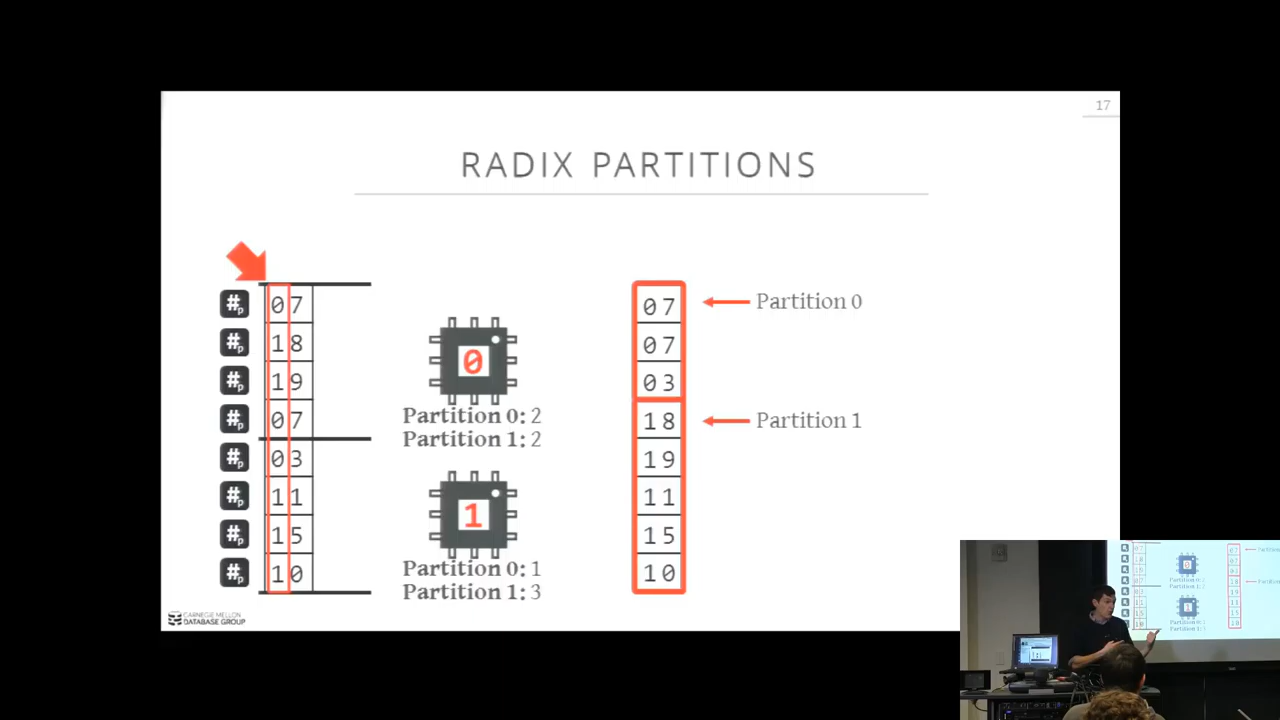 17
RADIX PARTITIONS
#p 07
#p 18
#p 19
#p 07
#p 03
#p 11
#p 15
#p 10
0
Partition 0: 2
Partition 1: 2
1
Partition 0: 1
Partition 1: 3
07
07
03
18
19
11
15
10
Partition 0
Partition 1
CARNEGIE MELLON
DATABASE GROUP